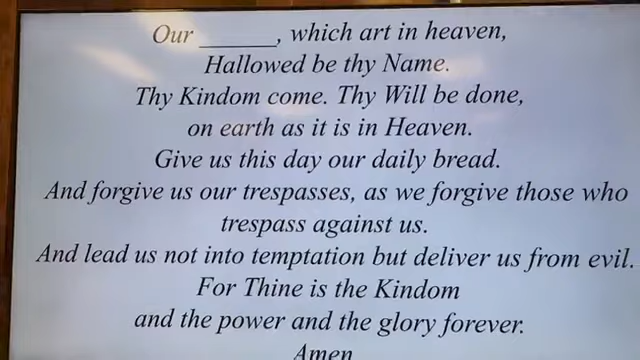 Our ______, which art in heaven,
Hallowed be thy Name.
Thy Kindom come. Thy Will be done,
on earth as it is in Heaven.
Give us this day our daily bread.
And forgive us our trespasses, as we forgive those who
trespass against us.
And lead us not into temptation but deliver us from evil.
For Thine is the Kindom
and the power and the glory forever.
Amen